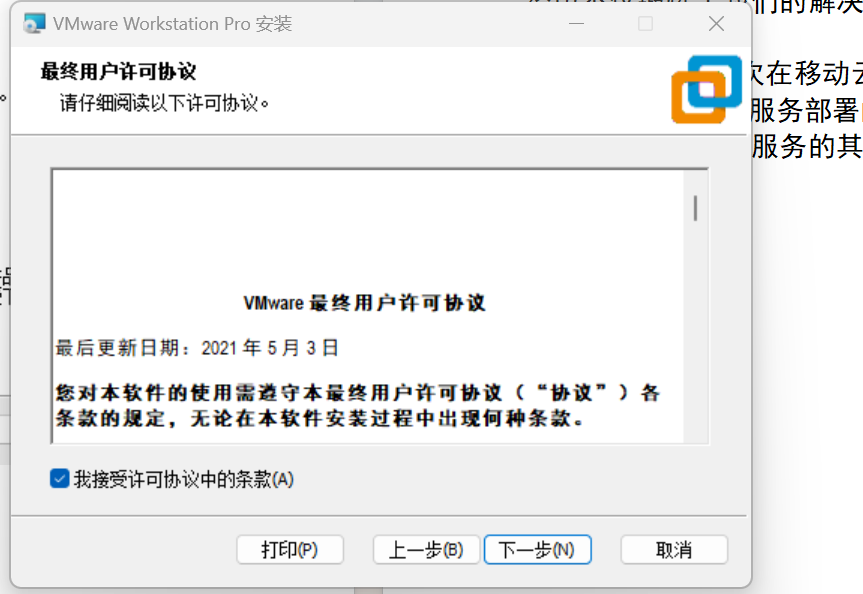 VMware Workstation Pro 安装
最终用户许可协议
请仔细阅读以下许可协议。
VMware 最终用户许可协议
最后更新日期：2021 年 5 月 3 日
您对本软件的使用需遵守本最终用户许可协议（“协议”）各
条款的规定，无论在本软件安装过程中出现何种条款。
我接受许可协议中的条款(A)
打印(P)
上一步(B)
下一步(N)
取消
们的解决
次在移动云
服务部署
服务的其